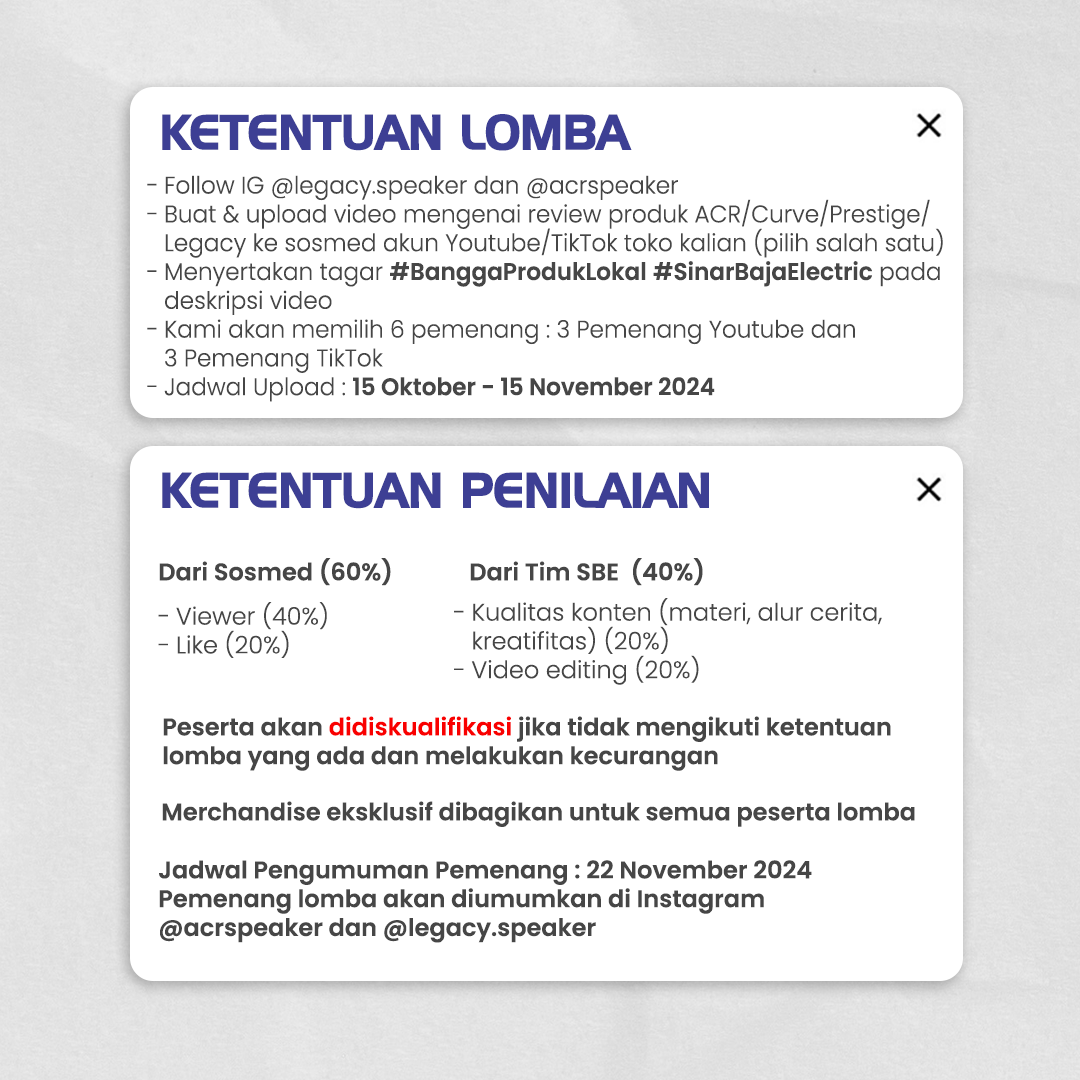 KETENTUAN LOMBA
- Follow IG @legacy.speaker dan @acrspeaker
- Buat & upload video mengenai review produk ACR/Curve/Prestige/
Legacy ke sosmed akun Youtube/TikTok toko kalian (pilih salah satu)
- Menyertakan tagar #BanggaProdukLokal #SinarBajaElectric pada
deskripsi video
- Kami akan memilih 6 pemenang : 3 Pemenang Youtube dan
3 Pemenang TikTok
- Jadwal Upload : 15 Oktober - 15 November 2024
KETENTUAN PENILAIAN
Dari Sosmed (60%)
- Viewer (40%)
- Like (20%)
Dari Tim SBE (40%)
- Kualitas konten (materi, alur cerita,
kreatifitas) (20%)
- Video editing (20%)
Peserta akan didiskualifikasi jika tidak mengikuti ketentuan
lomba yang ada dan melakukan kecurangan
Merchandise eksklusif dibagikan untuk semua peserta lomba
Jadwal Pengumuman Pemenang : 22 November 2024
Pemenang lomba akan diumumkan di Instagram
@acrspeaker dan @legacy.speaker